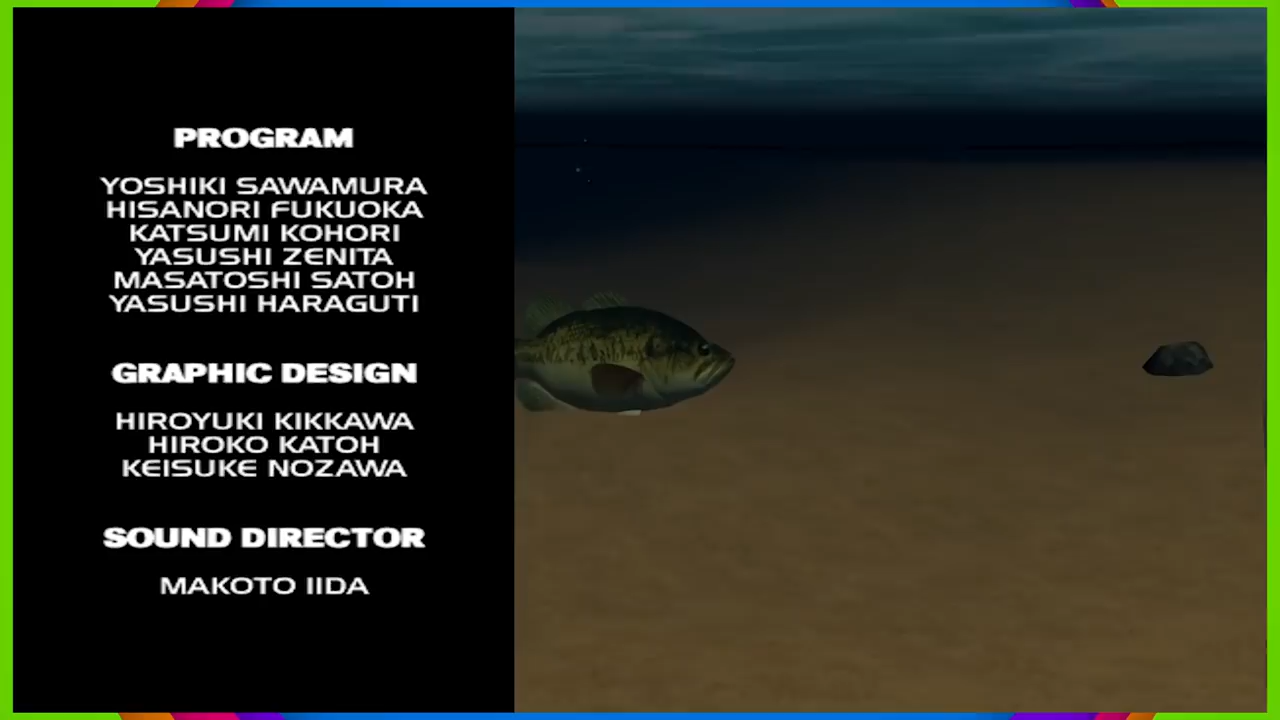 PROGRAM
YOSHIKI SAWAMURA
HISANORI FUKUOKA
KATSUMI KOHORI
YASUSHI ZENITA
MASATOSHI SATOH
YASUSHI HARAGUTI
GRAPHIC DESIGN
HIROYUKI KIKKAWA
HIROKO KATOH
KEISUKE NOZAWA
SOUND DIRECTOR
MAKOTO IIDA